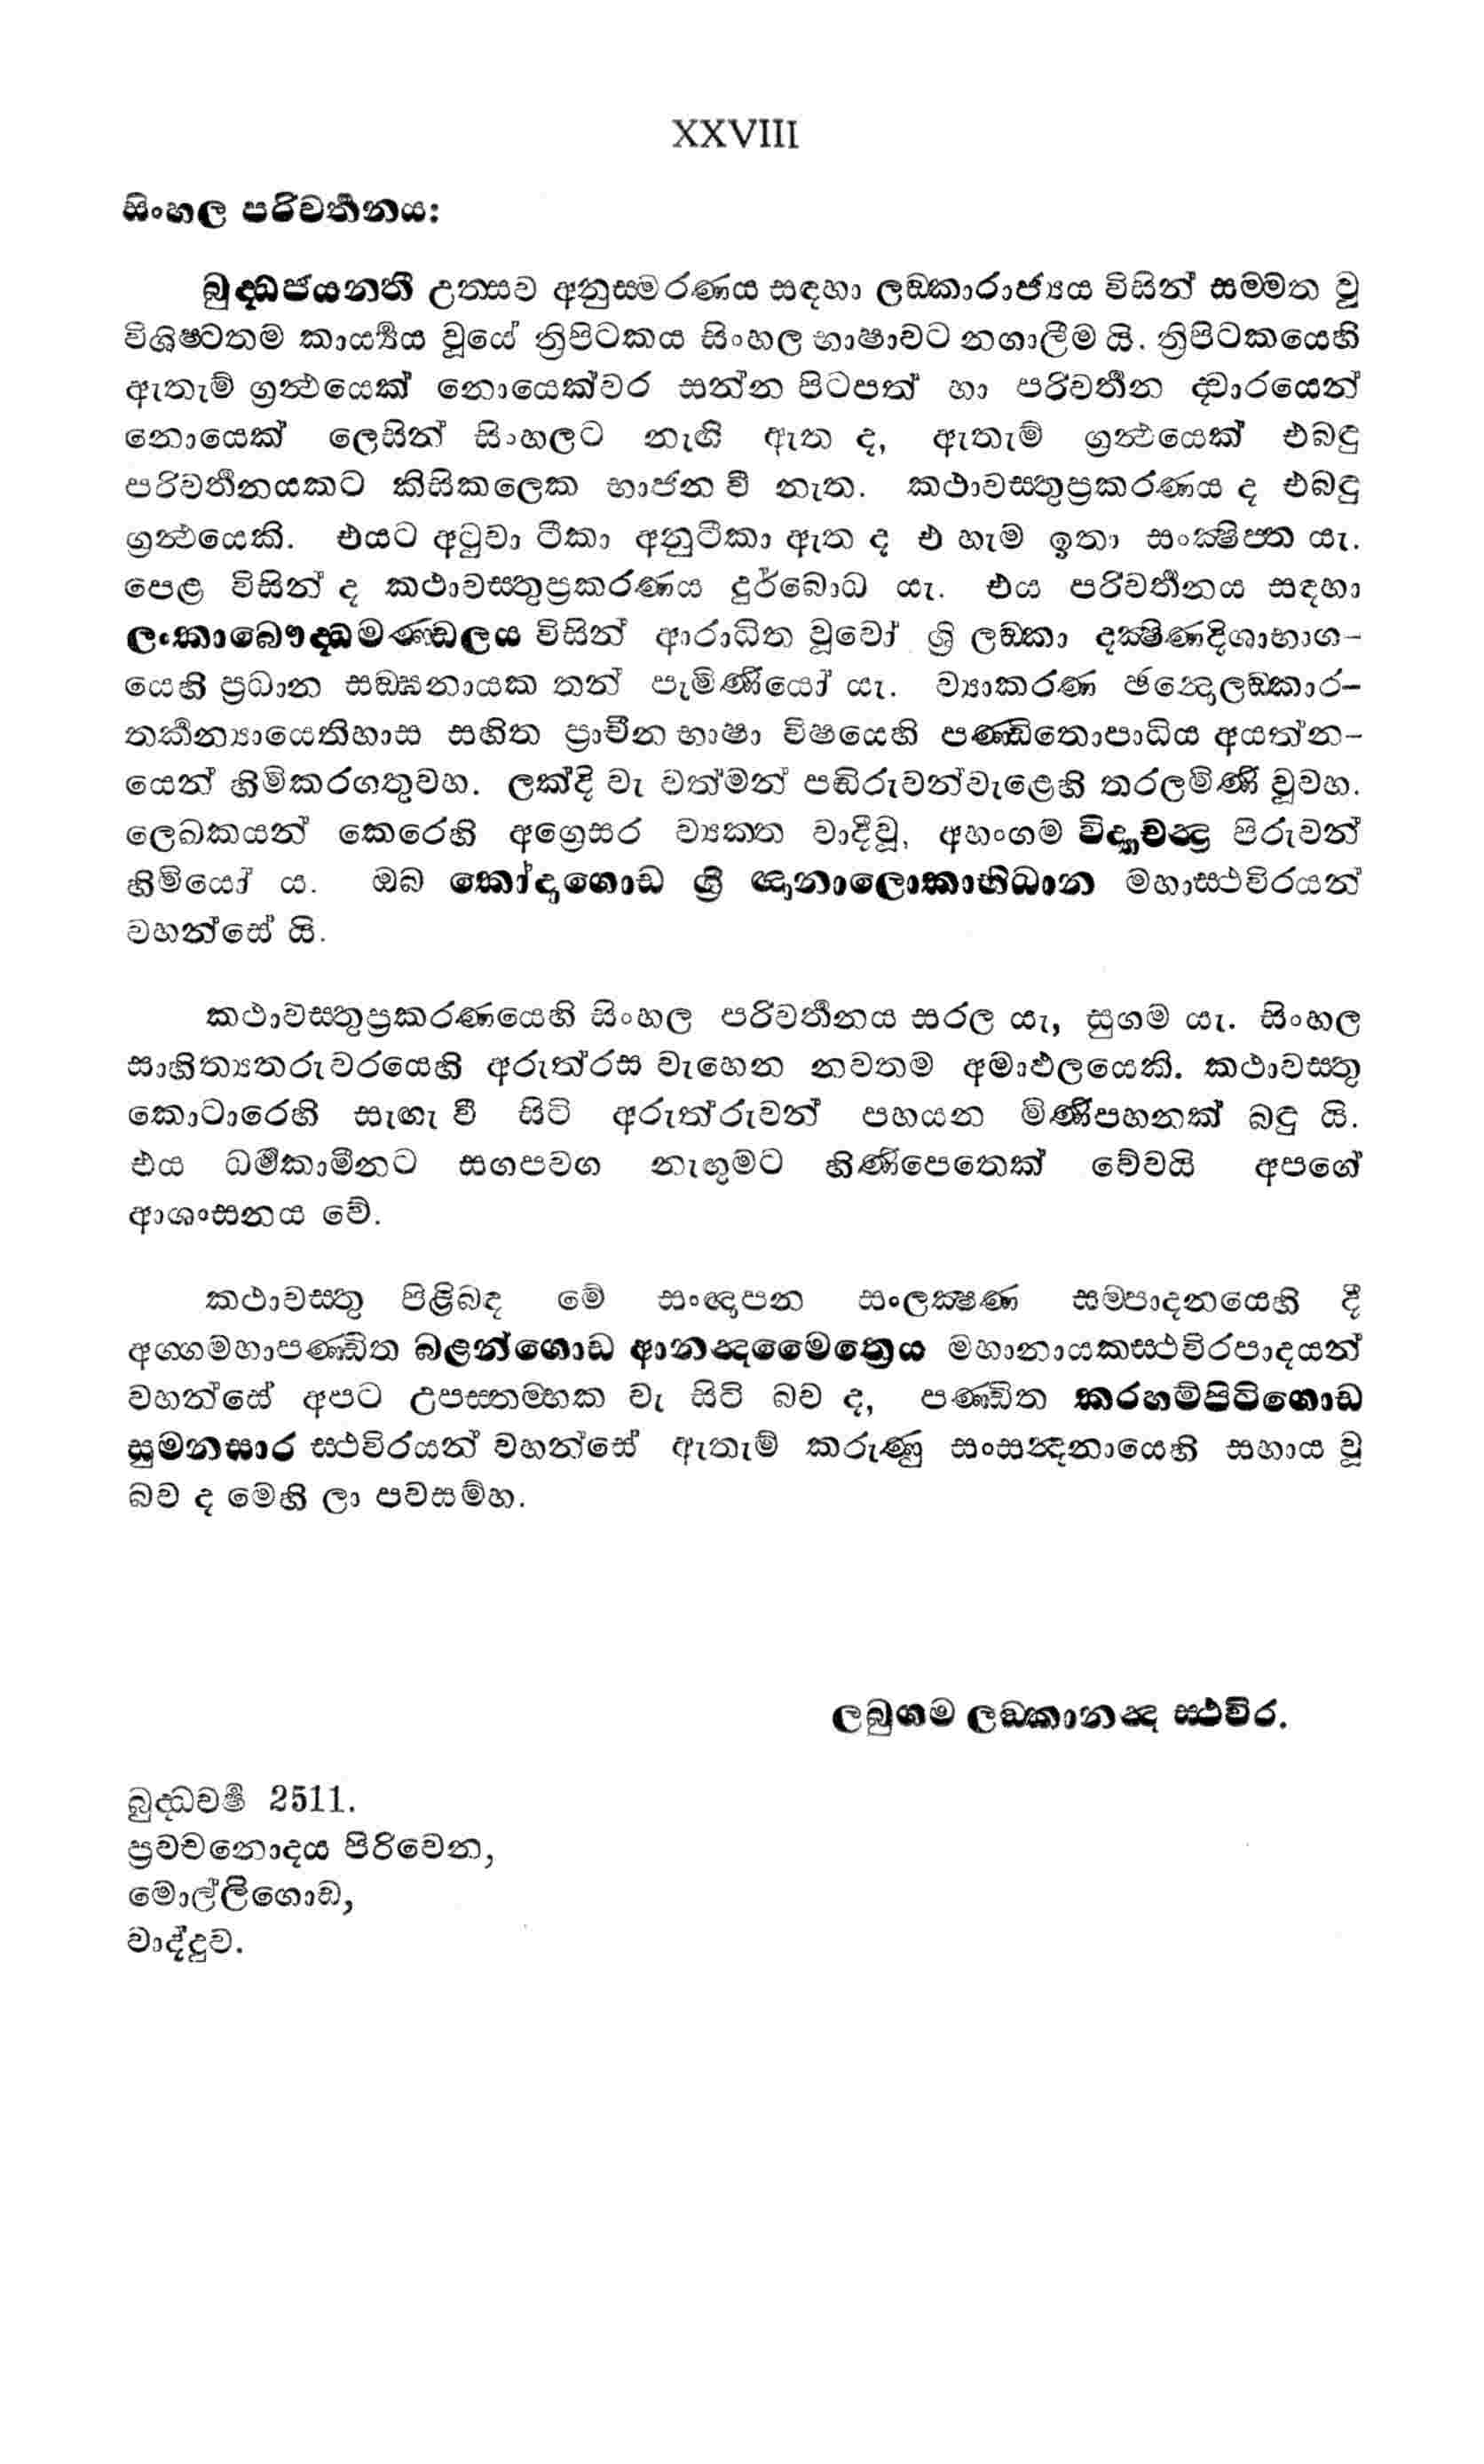 XXVIII
සිංහල පරිවර්‍තනය:
බුද්‍ධජයන්‍ති උත්‍සව අනුස්‍මරණය සඳහා ලඞ්‍කාරාජ්‍යය විසින් සම්‍මත වූ
විශිෂ්‍ටතම කාර්‍ය්‍යය වූයේ ත්‍රිපිටකය සිංහල භාෂාවට නගාලීම යි. ත්‍රිපිටකයෙහි
ඇතැම් ග්‍රන්‍ථයෙක් නොයෙක්වර සන්න පිටපත් හා පරිවර්‍තන ද්‍වාරයෙන්
නොයෙක් ලෙසින් සිංහලට නැඟි ඇත ද, ඇතැම් ග්‍රන්‍ථයෙක් එබඳු
පරිවර්‍තනයකට කිසිකලෙක භාජන වී නැත. කථාවස්‍තුප්‍රකරණය ද එබඳු
ග්‍රන්‍ථයෙකි. එයට අටුවා ටීකා අනුටීකා ඇත ද එ හැම ඉතා සංක්‍ෂිප්‍ත යැ.
පෙළ විසින් ද කථාවස්‍තුප්‍රකරණය දුර්බොධ යැ. එය පරිවර්‍තනය සඳහා
ලංකාබෞද්‍ධමණ්‍ඩලය විසින් ආරාධිත වූවෝ ශ්‍රි ලඞ්‍කා දක්‍ෂිණදිශාභාග-
යෙහි ප්‍රධාන සඞ්‍ඝනායක තන් පැමිණියෝ යැ. ව්‍යාකරණ ඡන්‍දොලඞ්‍කාර-
තර්‍කන්‍යායෙතිහාස සහිත ප්‍රාචීන භාෂා විෂයෙහි පණ්‍ඩිතොපාධිය අයත්න-
යෙන් හිමිකරගතුවහ. ලක්දි වැ වත්මන් පඬිරුවන්වැළෙහි තරලමිණි වූවහ.
ලෙඛකයන් කෙරෙහි අග්‍රෙසර ව්‍යක්‍ත වාදීවූ, අහංගම විද්‍යාචන්‍ද්‍ර පිරුවන්
හිමියෝ ය. ඔබ කෝදාගොඩ ශ්‍රී ඤාණාලොකාභිධාන මහාස්‍ථවිරයන්
වහන්සේ යි.
කථාවස්‍තුප්‍රකරණයෙහි සිංහල පරිවර්‍තනය සරල යැ, සුගම යැ. සිංහල
සාහිත්‍යතරුවරයෙහි අරුත්රස වැහෙන නවතම අමාඵලයෙකි. කථාවස්‍තු
කොටාරෙහි සැඟැ වී සිටි අරුත්රුවන් පහයන මිණිපහනක් බඳු යි.
එය ධර්‍මකාමීනට සගපවග නැඟුමට හිණිපෙතෙක් වේවයි අපගේ
ආශංසනය වේ.
කථාවස්‍තු පිළිබඳ මේ සංඥාපන සංලක්‍ෂණ සම්‍පාදනයෙහි දී
අග්‍ගමහාපණ්‍ඩිත බළන්ගොඩ ආනන්‍දමෛත්‍රෙය මහානායකස්‍ථවිරපාදයන්
වහන්සේ අපට උපස්‍තම්‍භක වැ සිටි බව ද, පණ්‍ඩිත කරහම්පිටිගොඩ
සුමනසාර ස්‍ථවිරයන් වහන්සේ ඇතැම් කරුණු සංසන්‍දනායෙහි සහාය වූ
බව ද මෙහි ලා පවසම්හ.
ලබුගම ලඞ්‍කානන්‍ද ස්‍ථවිර.
බුද්‍ධවර්‍ෂ 2511.
ප්‍රවචනොදය පිරිවෙන,
මොල්ලිගොඩ,
වාද්දුව.